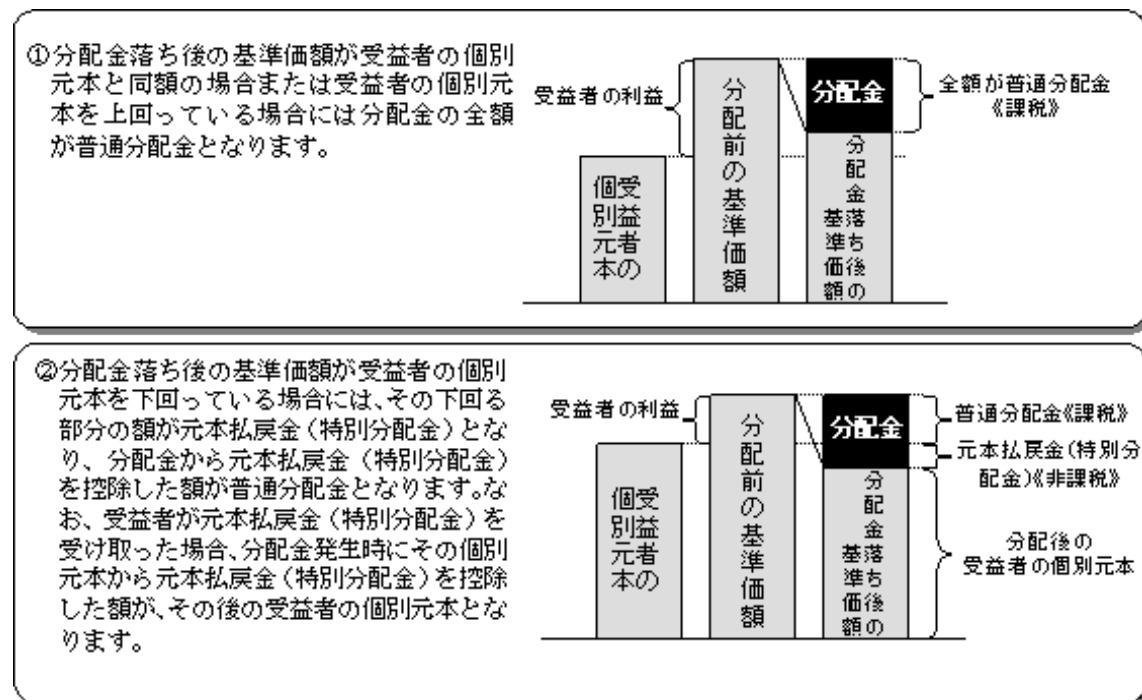 ①分配金落ち後の基準価額が受益者の個別
元本と同額の場合または受益者の個別元
本を上回っている場合には分配金の全額
が普通分配金となります。
受益者の利益
受益者の
個別元本
分配前の基準価額
分配金
分配金落ち後の
基準価額
全額が普通分配金
《課税》
②分配金落ち後の基準価額が受益者の個別
元本を下回っている場合には、その下回る
部分の額が元本払戻金（特別分配金）とな
り、分配金から元本払戻金（特別分配金）
を控除した額が普通分配金となります。な
お、受益者が元本払戻金（特別分配金）を
受け取った場合、分配金発生時にその個別
元本から元本払戻金（特別分配金）を控除
した額が、その後の受益者の個別元本とな
ります。
受益者の利益
受益者の
個別元本
分配前の基準価額
分配金
分配金落ち後の
基準価額
普通分配金《課税》
元本払戻金(特別分
配金)《非課税》
分配後の
受益者の個別元本